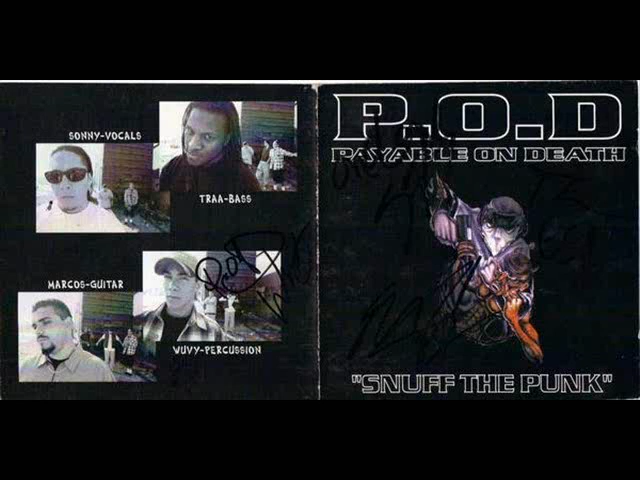 SONNY-VOCALS
TRAA-BASS
MARCOS-GUITAR
WUVY-PERCUSSION
P.O.D
PAYABLE ON DEATH
"SNUFF THE PUNK"